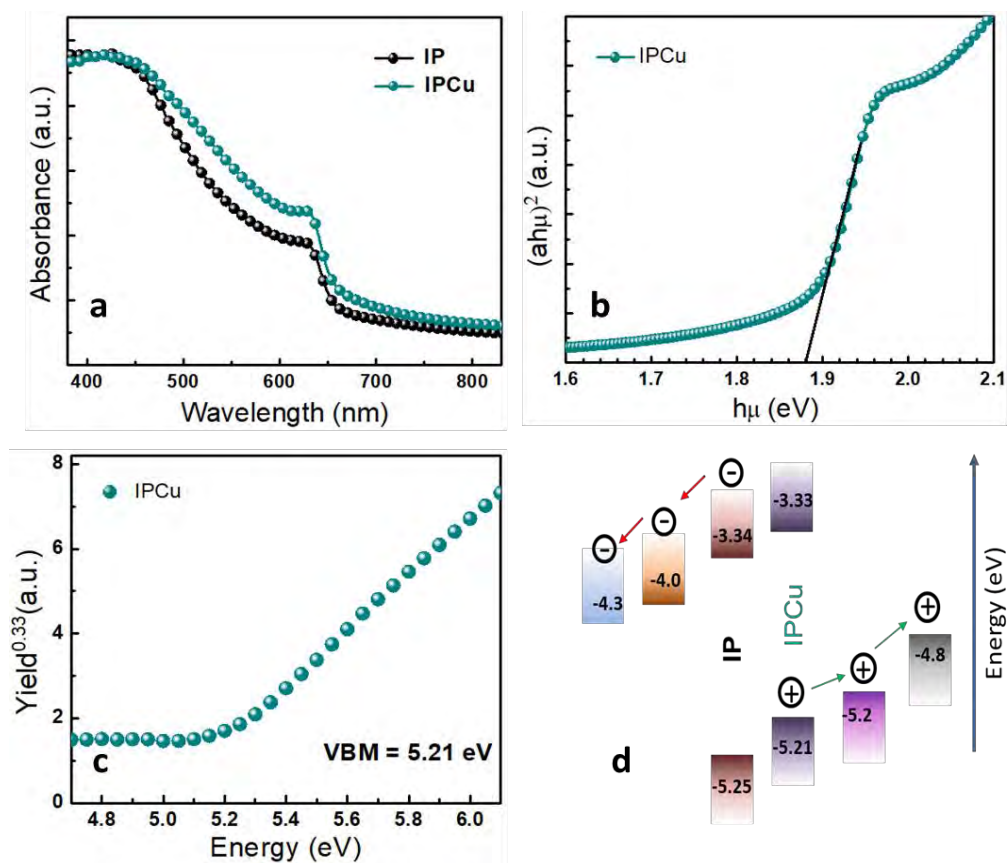 IP
IPCu
Absorbance (a.u.)
a
400 500 600 700 800
Wavelength (nm)
IPCu
(ahμ)² (a.u.)
b
1.6 1.7 1.8 1.9 2.0 2.1
hμ (eV)
IPCu
8
6
4
2
0
Yield^0.33 (a.u.)
c
VBM = 5.21 eV
4.8 5.0 5.2 5.4 5.6 5.8 6.0
Energy (eV)
-3.33
-3.34
-4.0
-4.3
IP
IPCu
-4.8
-5.2
-5.21
-5.25
d
Energy (eV)